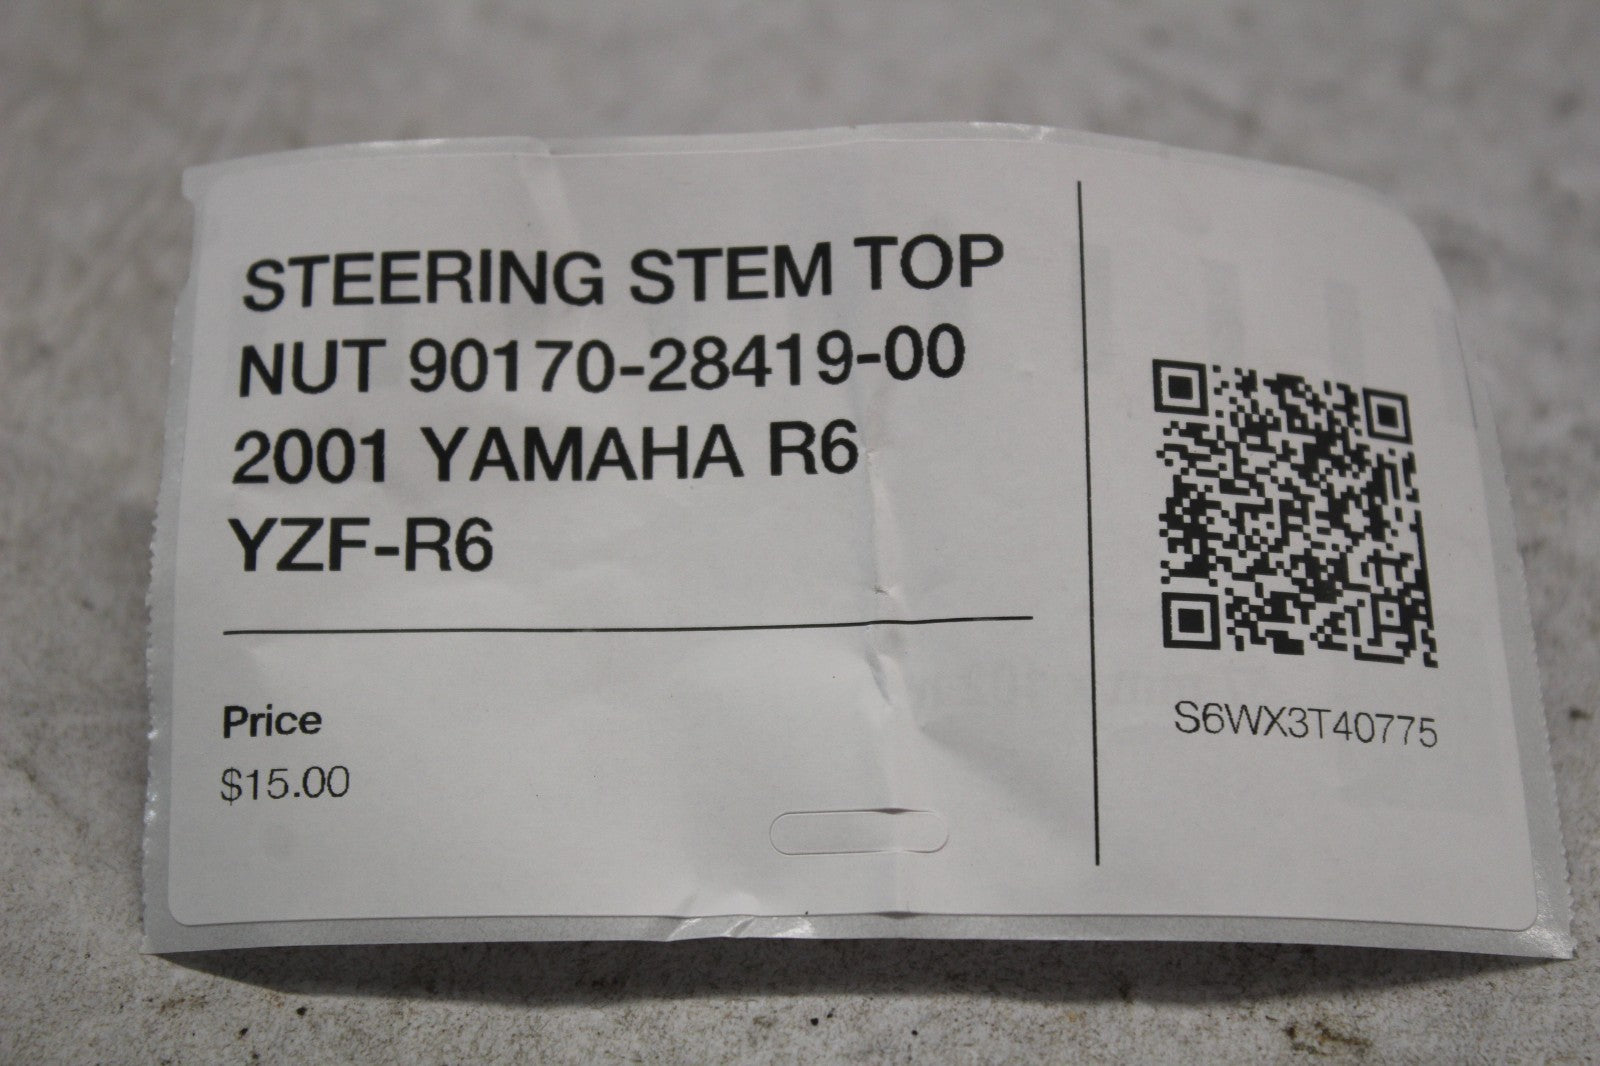 STEERING STEM TOP
NUT 90170-28419-00
2001 YAMAHA R6
YZF-R6
Price
$15.00
S6WX3T40775